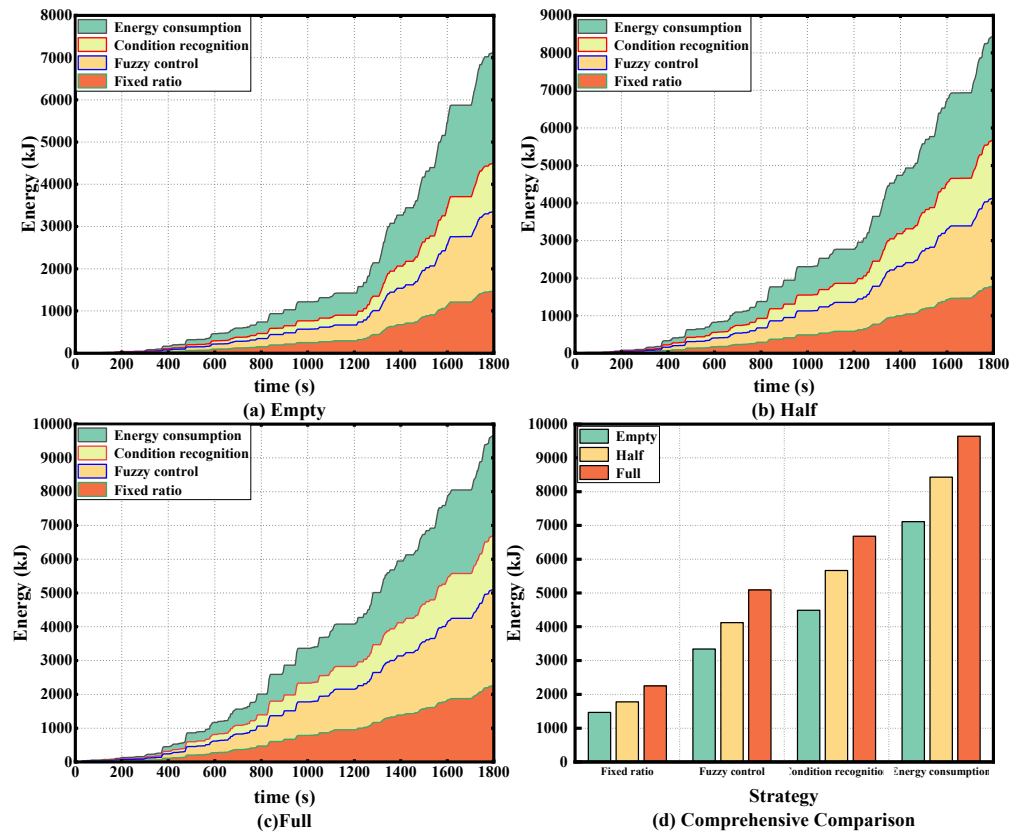 8000
7000
6000
5000
4000
3000
2000
1000
0
Energy (kJ)
Energy consumption
Condition recognition
Fuzzy control
Fixed ratio
0 200 400 600 800 1000 1200 1400 1600 1800
time (s)
(a) Empty
9000
8000
7000
6000
5000
4000
3000
2000
1000
0
Energy (kJ)
Energy consumption
Condition recognition
Fuzzy control
Fixed ratio
0 200 400 600 800 1000 1200 1400 1600 1800
time (s)
(b) Half
10000
9000
8000
7000
6000
5000
4000
3000
2000
1000
0
Energy (kJ)
Energy consumption
Condition recognition
Fuzzy control
Fixed ratio
0 200 400 600 800 1000 1200 1400 1600 1800
time (s)
(c)Full
10000
9000
8000
7000
6000
5000
4000
3000
2000
1000
0
Energy (kJ)
Empty
Half
Full
Fixed ratio Fuzzy control Condition recognition Energy consumption
Strategy
(d) Comprehensive Comparison